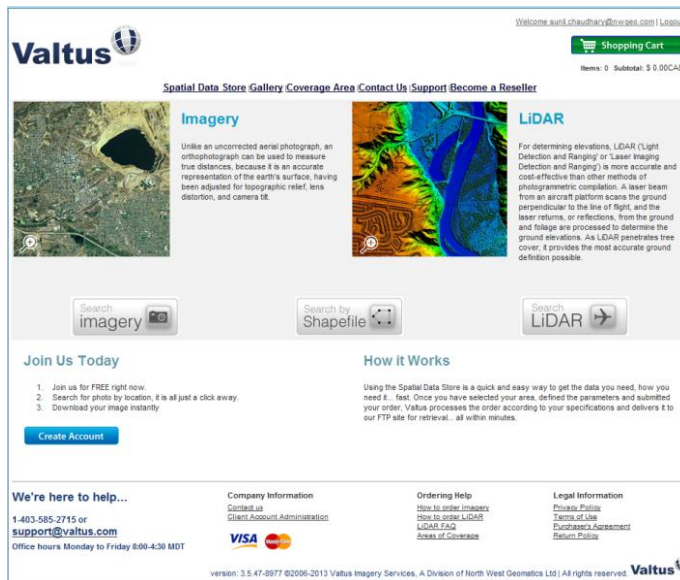 Welcome sunil.chaudhary@nwgeo.com | Logou
Valtus
Shopping Cart
Items: 0 Subtotal: $ 0.00CAD
Spatial Data Store |Gallery |Coverage Area |Contact Us |Support |Become a Reseller
Imagery
Unlike an uncorrected aerial photograph, an
orthophotograph can be used to measure
true distances, because it is an accurate
representation of the earth's surface, having
been adjusted for topographic relief, lens
distortion, and camera tilt.
LiDAR
For determining elevations, LiDAR ('Light
Detection and Ranging' or 'Laser Imaging
Detection and Ranging') is more accurate and
cost-effective than other methods of
photogrammetric compilation. A laser beam
from an aircraft platform scans the ground
perpendicular to the line of flight, and the
laser returns, or reflections, from the ground
and foliage are processed to determine the
ground elevations. As LiDAR penetrates tree
cover, it provides the most accurate ground
definition possible.
Search
imagery
Search by
Shapefile
Search
LiDAR
Join Us Today
1. Join us for FREE right now.
2. Search for photo by location, it is all just a click away.
3. Download your image instantly
Create Account
How it Works
Using the Spatial Data Store is a quick and easy way to get the data you need, how you
need it... fast. Once you have selected your area, defined the parameters and submitted
your order, Valtus processes the order according to your specifications and delivers it to
our FTP site for retrieval... all within minutes.
We're here to help...
1-403-585-2715 or
support@valtus.com
Office hours Monday to Friday 8:00-4:30 MDT
Company Information
Contact us
Client Account Administration
VISA MasterCard
Ordering Help
How to order imagery
How to order LiDAR
LiDAR FAQ
Areas of Coverage
Legal Information
Privacy Policy
Terms of Use
Purchaser's Agreement
Return Policy
version: 3.5.47-8977 ©2006-2013 Valtus Imagery Services, A Division of North West Geomatics Ltd | All rights reserved. Valtus